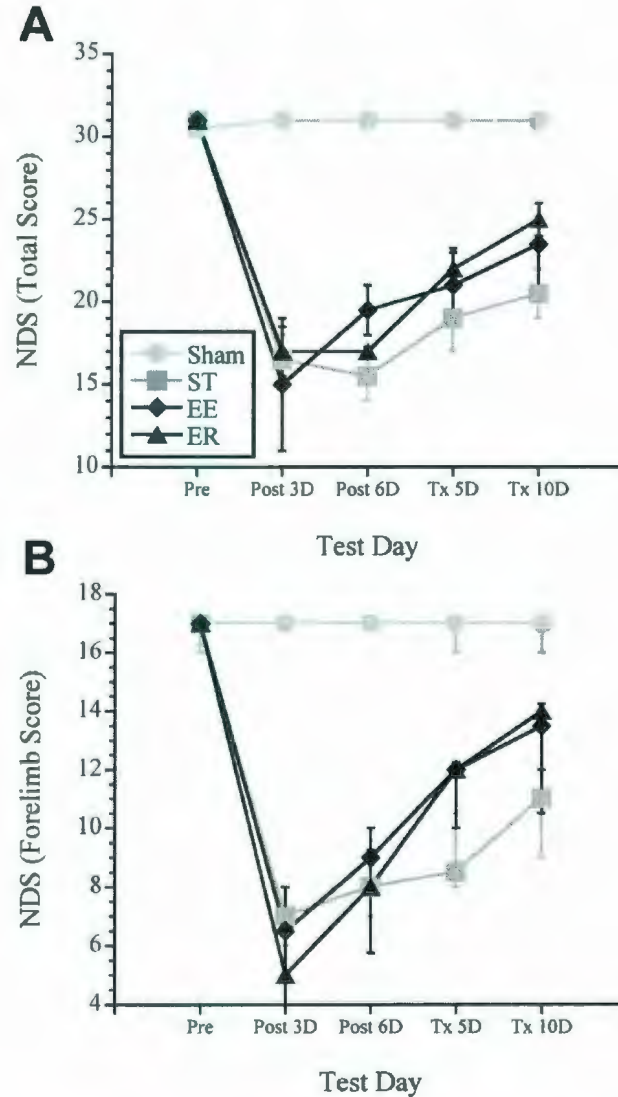 A
NDS (Total Score)
35
30
25
20
15
10
Sham
ST
EE
ER
Pre
Post 3D
Post 6D
Tx 5D
Tx 10D
Test Day
B
NDS (Forelimb Score)
18
16
14
12
10
8
6
4
Pre
Post 3D
Post 6D
Tx 5D
Tx 10D
Test Day